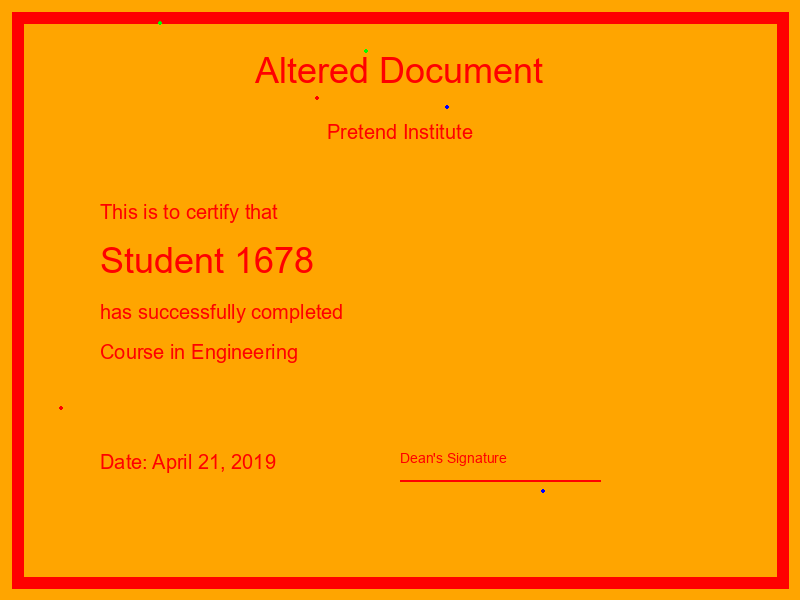 Altered Document
Pretend Institute
This is to certify that
Student 1678
has successfully completed
Course in Engineering
Date: April 21, 2019
Dean's Signature